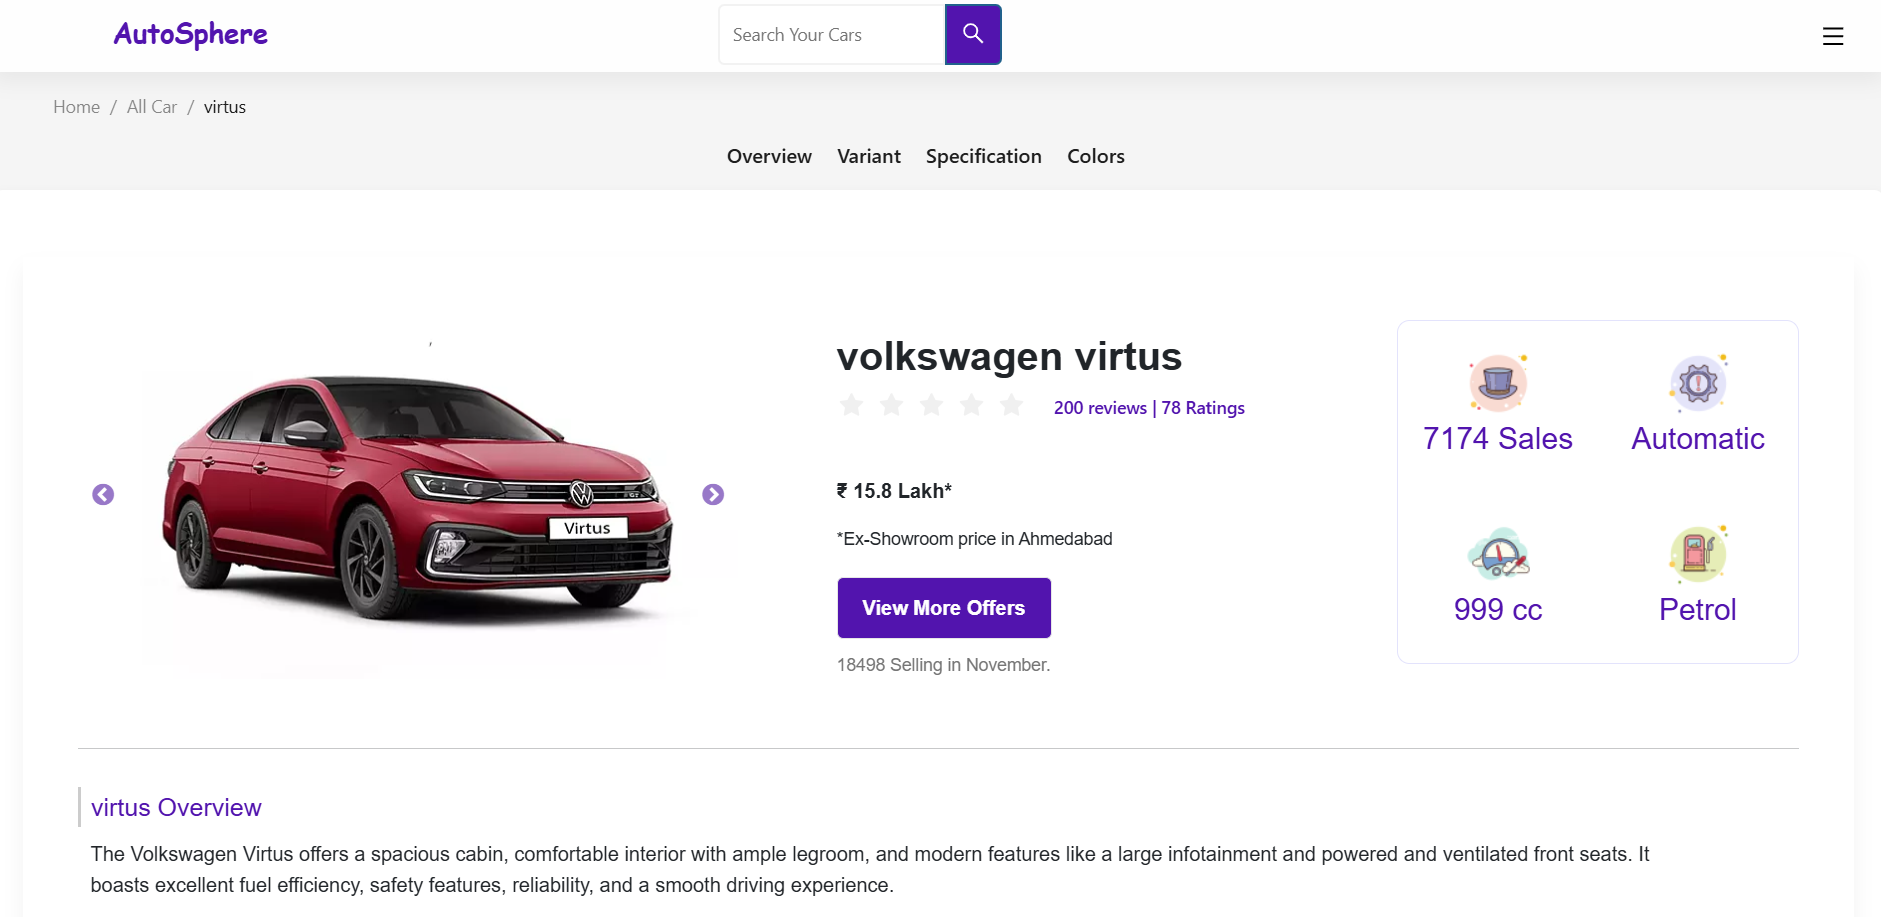 AutoSphere
Search Your Cars
Home / All Car / virtus
Overview Variant Specification Colors
volkswagen virtus
200 reviews | 78 Ratings
₹ 15.8 Lakh*
*Ex-Showroom price in Ahmedabad
View More Offers
18498 Selling in November.
Virtus
7174 Sales
Automatic
999 cc
Petrol
virtus Overview
The Volkswagen Virtus offers a spacious cabin, comfortable interior with ample legroom, and modern features like a large infotainment and powered and ventilated front seats. It
boasts excellent fuel efficiency, safety features, reliability, and a smooth driving experience.